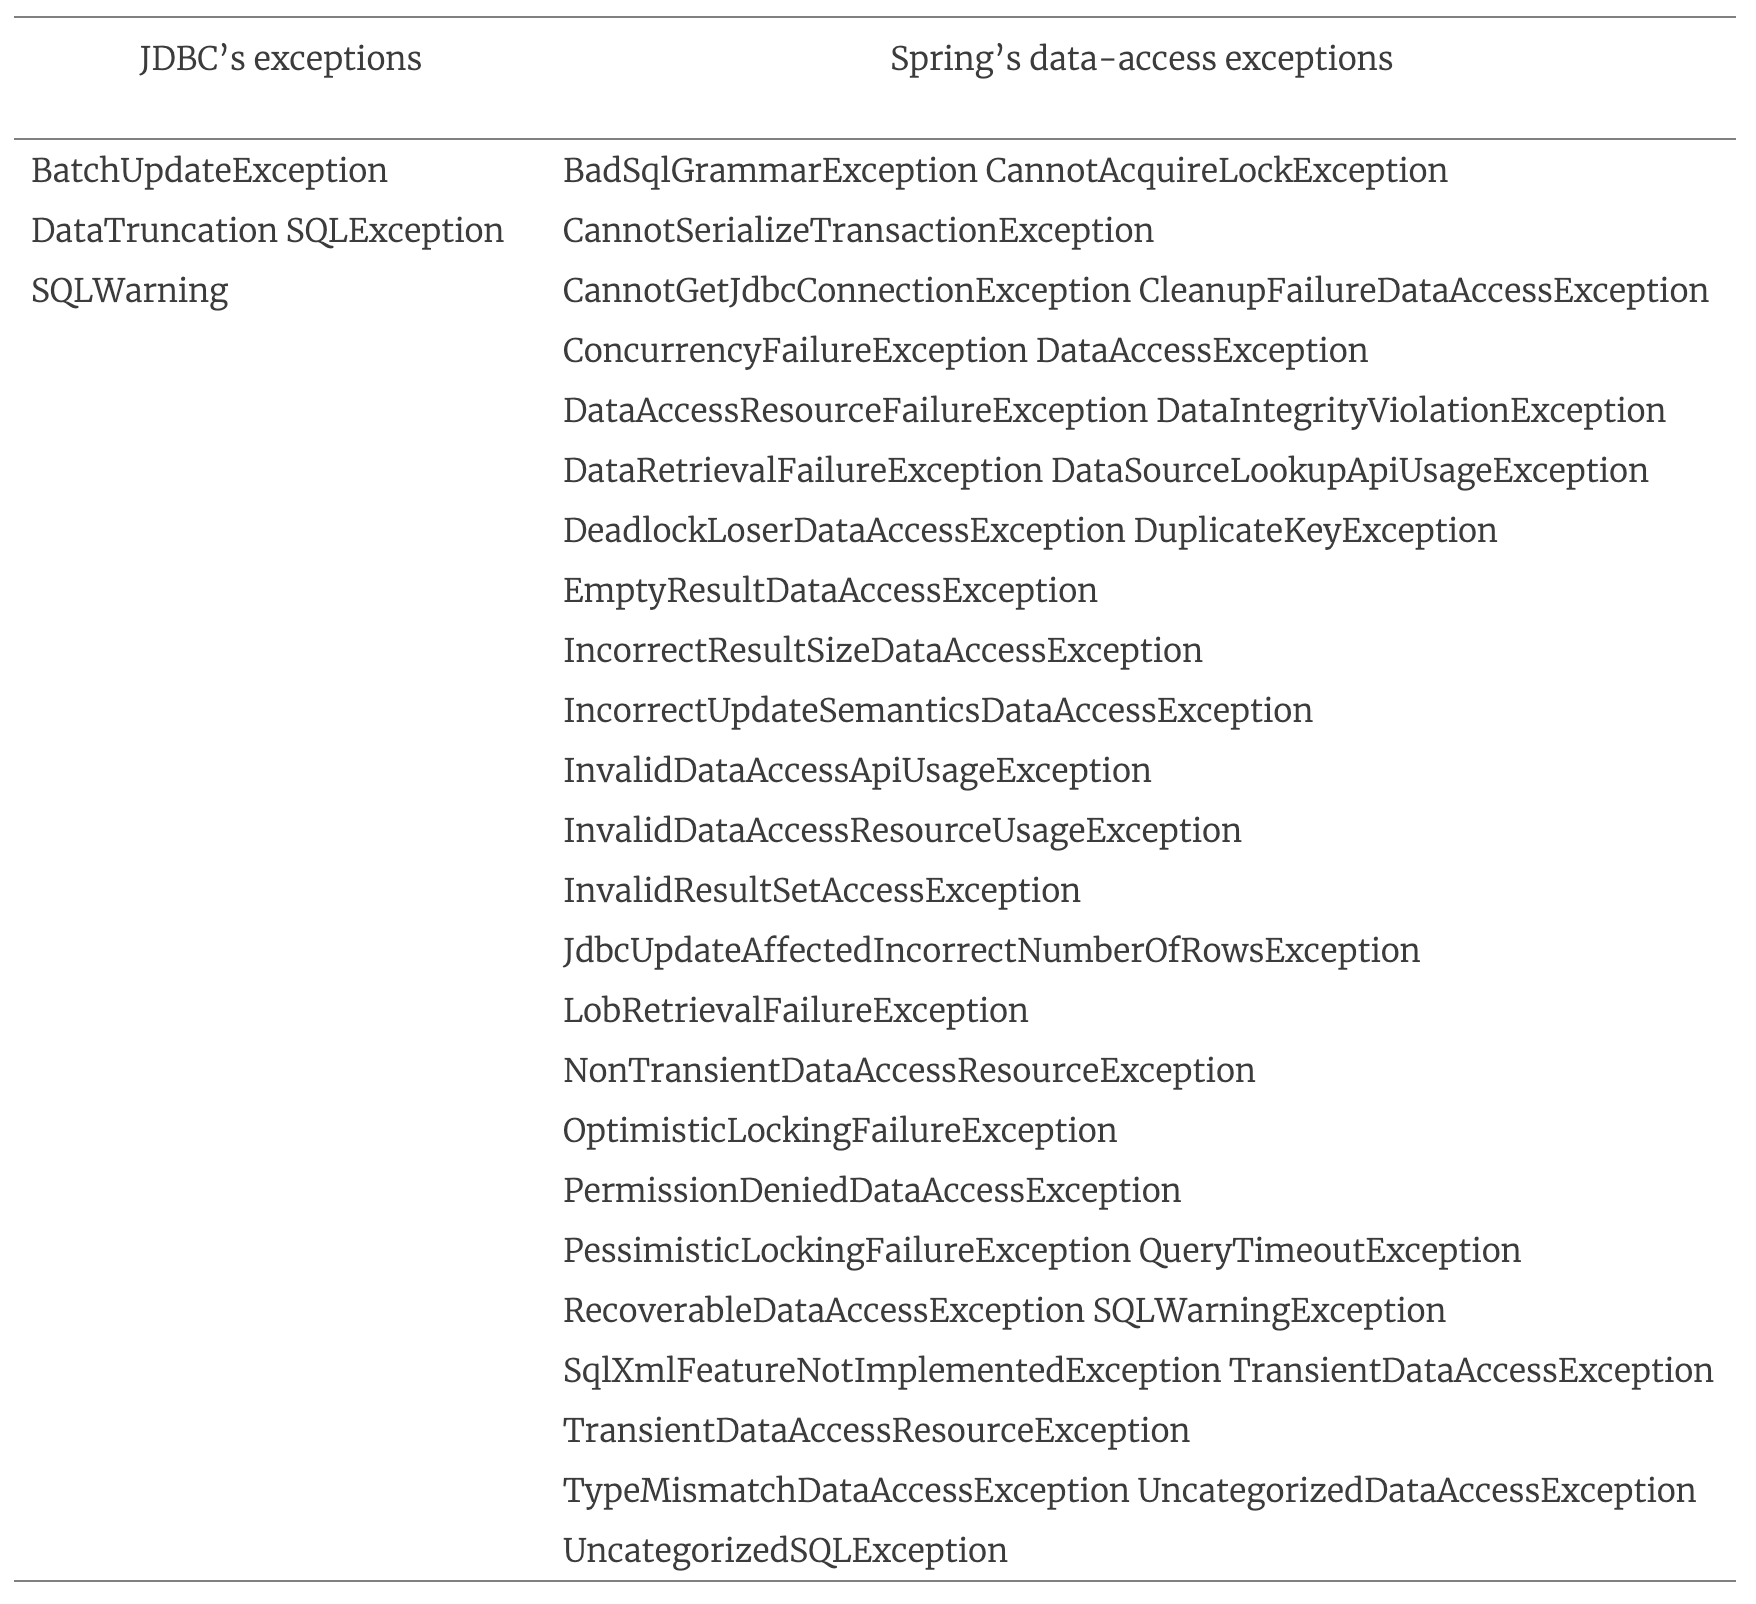 JDBC’s exceptions
Spring’s data-access exceptions
BatchUpdateException
DataTruncation SQLException
SQLWarning
BadSqlGrammarException CannotAcquireLockException
CannotSerializeTransactionException
CannotGetJdbcConnectionException CleanupFailureDataAccessException
ConcurrencyFailureException DataAccessException
DataAccessResourceFailureException DataIntegrityViolationException
DataRetrievalFailureException DataSourceLookupApiUsageException
DeadlockLoserDataAccessException DuplicateKeyException
EmptyResultDataAccessException
IncorrectResultSizeDataAccessException
IncorrectUpdateSemanticsDataAccessException
InvalidDataAccessApiUsageException
InvalidDataAccessResourceUsageException
InvalidResultSetAccessException
JdbcUpdateAffectedIncorrectNumberOfRowsException
LobRetrievalFailureException
NonTransientDataAccessResourceException
OptimisticLockingFailureException
PermissionDeniedDataAccessException
PessimisticLockingFailureException QueryTimeoutException
RecoverableDataAccessException SQLWarningException
SqlXmlFeatureNotImplementedException TransientDataAccessException
TransientDataAccessResourceException
TypeMismatchDataAccessException UncategorizedDataAccessException
UncategorizedSQLException